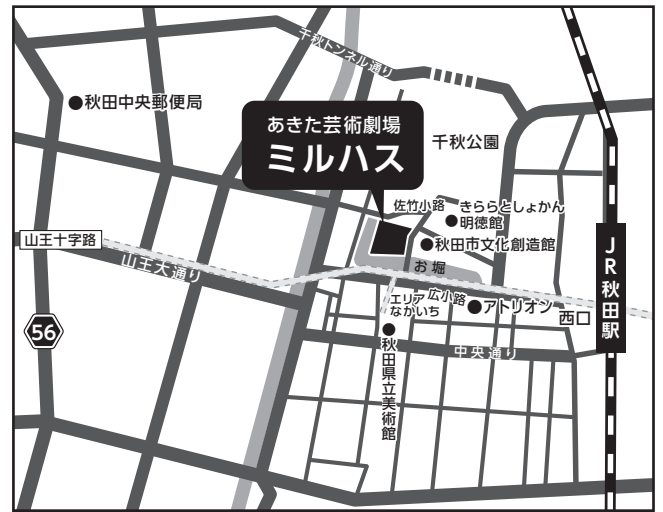 千秋トンネル通り
秋田中央郵便局
あきた芸術劇場
ミルハス
千秋公園
佐竹小路
きららとしょかん
明徳館
秋田市文化創造館
お堀
山王十字路
山王大通り
エリア
なかいち
広小路
アトリオン
西口
JR秋田駅
56
中央通り
秋田県立美術館